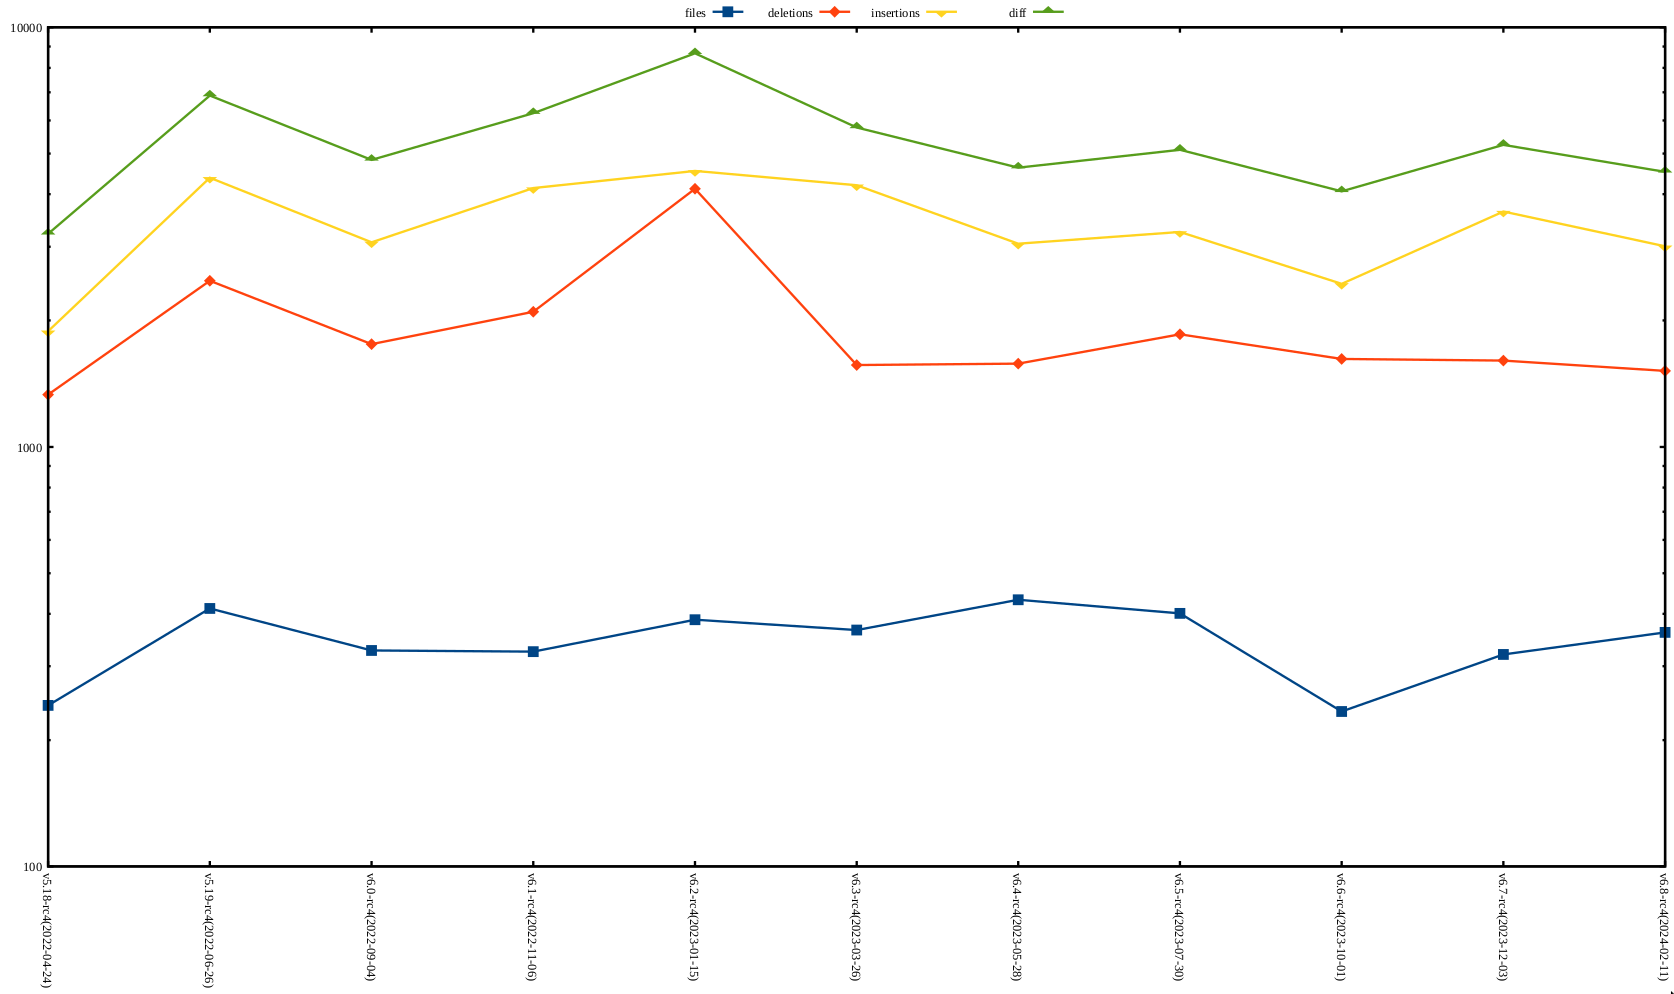 files deletions insertions diff
10000
1000
100
v5.18-rc4(2022-04-24)
v5.19-rc4(2022-06-26)
v6.0-rc4(2022-09-04)
v6.1-rc4(2022-11-06)
v6.2-rc4(2023-01-15)
v6.3-rc4(2023-03-26)
v6.4-rc4(2023-05-28)
v6.5-rc4(2023-07-30)
v6.6-rc4(2023-10-01)
v6.7-rc4(2023-12-03)
v6.8-rc4(2024-02-11)